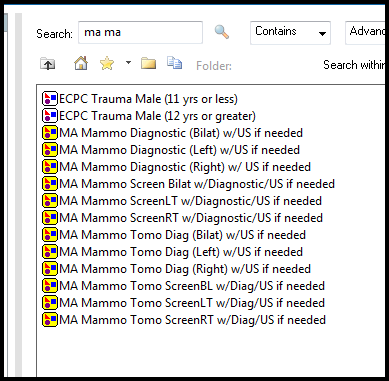 Search: ma ma Contains Advan
Folder: Search within
ECPC Trauma Male (11 yrs or less)
ECPC Trauma Male (12 yrs or greater)
MA Mammo Diagnostic (Bilat) w/US if needed
MA Mammo Diagnostic (Left) w/US if needed
MA Mammo Diagnostic (Right) w/ US if needed
MA Mammo Screen Bilat w/Diagnostic/US if needed
MA Mammo ScreenLT w/Diagnostic/US if needed
MA Mammo ScreenRT w/Diagnostic/US if needed
MA Mammo Tomo Diag (Bilat) w/US if needed
MA Mammo Tomo Diag (Left) w/US if needed
MA Mammo Tomo Diag (Right) w/US if needed
MA Mammo Tomo ScreenBL w/Diag/US if needed
MA Mammo Tomo ScreenLT w/Diag/US if needed
MA Mammo Tomo ScreenRT w/Diag/US if needed